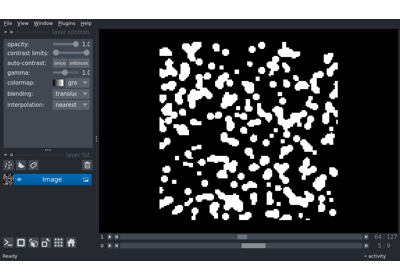 File View Window Plugins Help
layer controls
opacity: 1.0
contrast limits:
auto-contrast: once
gamma: 1.0
colormap: gra
blending: translu
interpolation: nearest
layer list
Image
1 64 127
0 5 9
Ready activity